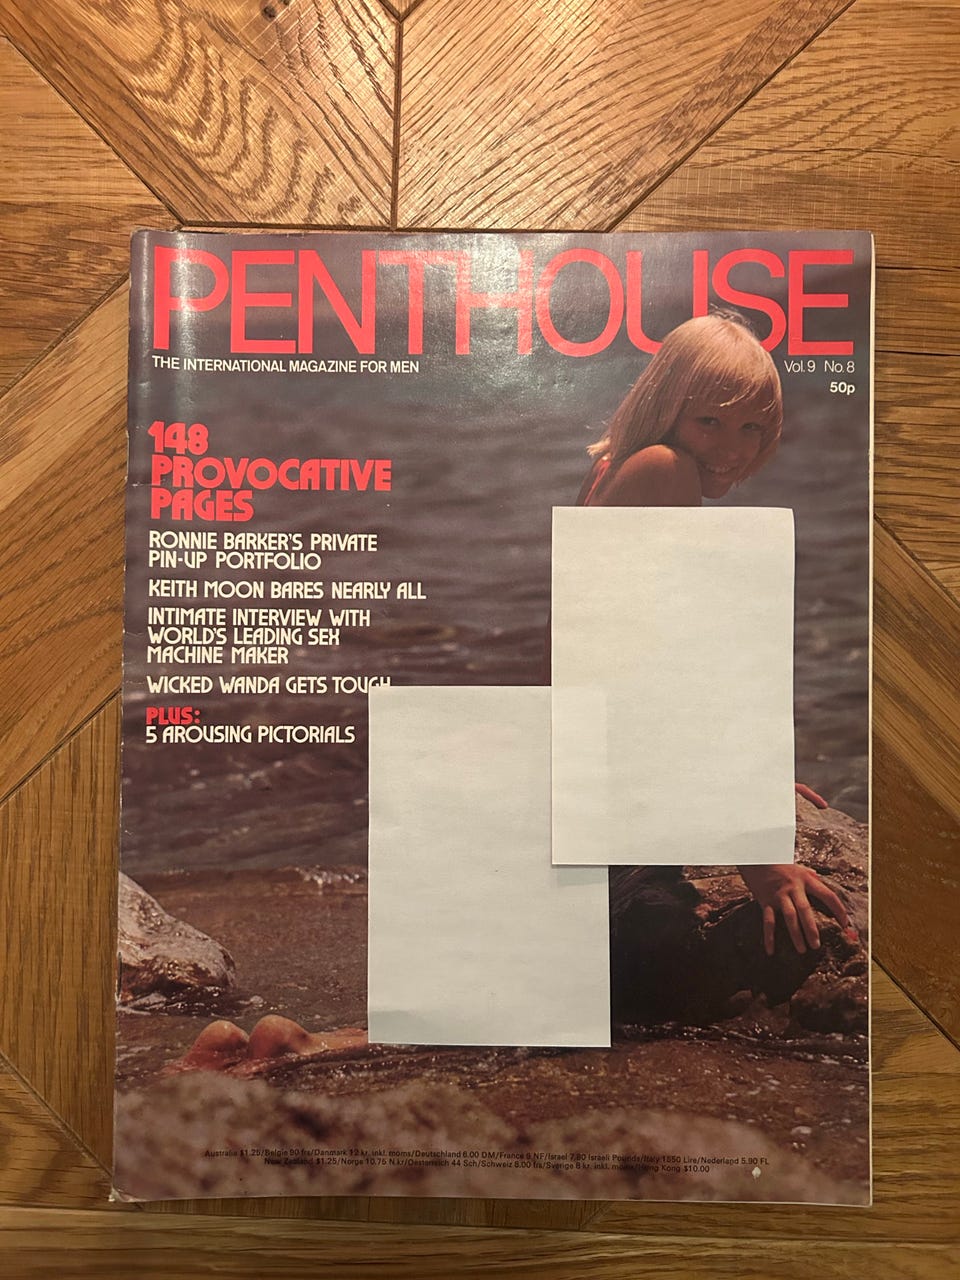 PENTHOUSE
THE INTERNATIONAL MAGAZINE FOR MEN
Vol. 9 No. 8
50p
148
PROVOCATIVE
PAGES
RONNIE BARKER'S PRIVATE
PIN-UP PORTFOLIO
KEITH MOON BARES NEARLY ALL
INTIMATE INTERVIEW WITH
WORLD'S LEADING SEX
MACHINE MAKER
WICKED WANDA GETS TOUGH
PLUS:
5 AROUSING PICTORIALS
Australia $1.25/Belgie 90 frs/Danmark 12 kr. inkl. moms/Deutschland 6.00 DM/France 9 NF/Israel 7.80 Israeli Pounds/Italy 1550 Lire/Nederland 5.90 FL
New Zealand $1.25/Norge 10.75 N.kr/Oesterreich 44 Sch/Schweiz 6.00 frs/Sverige 8 kr. inkl. moms/Hong Kong $10.00